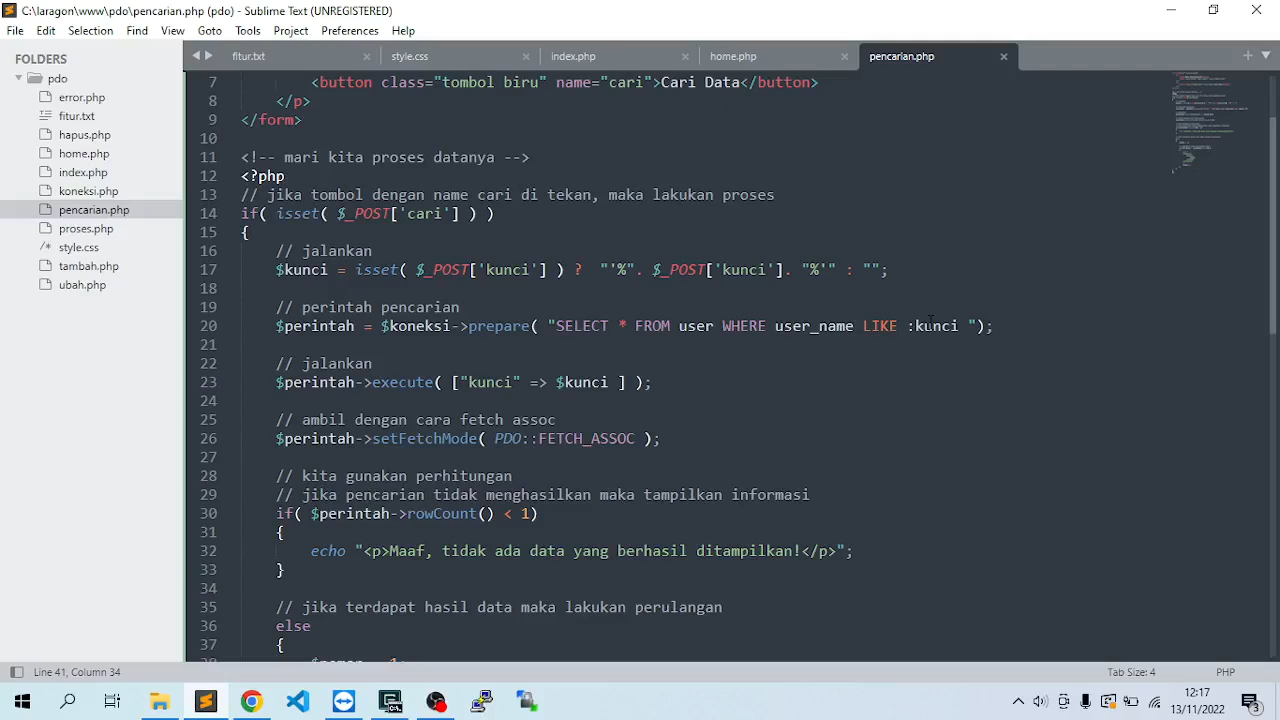 C:\laragon\www\pdo\pencarian.php (pdo) - Sublime Text (UNREGISTERED)
File Edit Selection Find View Goto Tools Project Preferences Help
FOLDERS
pdo
error.php
fitur.txt
hapus.php
home.php
index.php
koneksi.php
pencarian.php
proses.php
style.css
tambah.php
ubah.php
fitur.txt style.css index.php home.php pencarian.php
7 <button class="tombol biru" name="cari">Cari Data</button>
8 </p>
9 </form>
10
11 <!-- mari kita proses datanya -->
12 <?php
13 // jika tombol dengan name cari di tekan, maka lakukan proses
14 if( isset( $_POST['cari'] ) )
15 {
16 // jalankan
17 $kunci = isset( $_POST['kunci'] ) ? "'%". $_POST['kunci']. "%'" : "";
18
19 // perintah pencarian
20 $perintah = $koneksi->prepare( "SELECT * FROM user WHERE user_name LIKE :kunci ");
21
22 // jalankan
23 $perintah->execute( ["kunci" => $kunci ] );
24
25 // ambil dengan cara fetch assoc
26 $perintah->setFetchMode( PDO::FETCH_ASSOC );
27
28 // kita gunakan perhitungan
29 // jika pencarian tidak menghasilkan maka tampilkan informasi
30 if( $perintah->rowCount() < 1)
31 {
32 echo "<p>Maaf, tidak ada data yang berhasil ditampilkan!</p>";
33 }
34
35 // jika terdapat hasil data maka lakukan perulangan
36 else
37 {
Line 41, Column 34 Tab Size: 4 PHP
12:17
13/11/2022
3